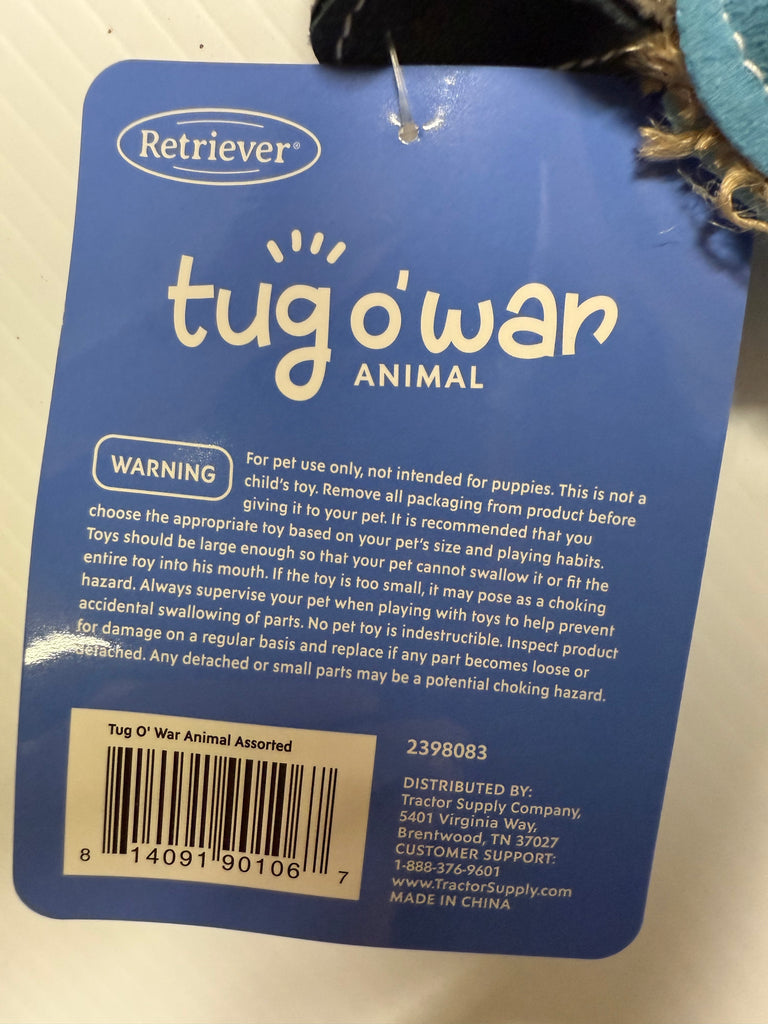 Retriever®
tug o' war
ANIMAL
WARNING
For pet use only, not intended for puppies. This is not a
child's toy. Remove all packaging from product before
giving it to your pet. It is recommended that you
choose the appropriate toy based on your pet's size and playing habits.
Toys should be large enough so that your pet cannot swallow it or fit the
entire toy into his mouth. If the toy is too small, it may pose as a choking
hazard. Always supervise your pet when playing with toys to help prevent
accidental swallowing of parts. No pet toy is indestructible. Inspect product
for damage on a regular basis and replace if any part becomes loose or
detached. Any detached or small parts may be a potential choking hazard.
Tug O' War Animal Assorted
8 14091 90106 7
2398083
DISTRIBUTED BY:
Tractor Supply Company,
5401 Virginia Way,
Brentwood, TN 37027
CUSTOMER SUPPORT:
1-888-376-9601
www.TractorSupply.com
MADE IN CHINA